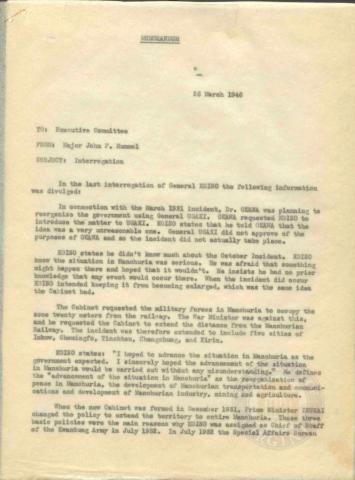 MEMORANDUM
26 March 1946
TO: Executive Committee
FROM: Major John F. Hummel
SUBJECT: Interrogation
In the last interrogation of General KOISO the following information
was divulged:
In connection with the March 1931 incident, Dr. OKAWA was planning to
reorganize the government using General UGAKI. OKAWA requested KOISO to
introduce the matter to UGAKI. KOISO states that he told OKAWA that the
idea was a very unreasonable one. General UGAKI did not approve of the
purposes of OKAWA and so the incident did not actually take place.
KOISO states he didn't know much about the October Incident. KOISO
knew the situation in Manchuria was serious. He was afraid that something
might happen there and hoped that it wouldn't. He insists he had no prior
knowledge that any event would occur there. When the incident did occur
KOISO intended keeping it from becoming enlarged, which was the same idea
the Cabinet had.
The Cabinet requested the military forces in Manchuria to occupy the
zone twenty meters from the railway. The War Minister was against this,
and he requested the Cabinet to extend the distance from the Manchurian
Railway. The incident was therefore extended to include five cities of
Inkow, Changchung, and Kirin.
KOISO states: "I hoped to advance the situation in Manchuria as the
government expected. I sincerely hoped the advancement of the situation
in Manchuria would be carried out without any misunderstanding." He defines
the "advancement of the situation in Manchuria" as the reorganization of
peace in Manchuria, the development of Manchurian transportation and communi-
cations and development of Manchurian industry, mining and agriculture.
When the new Cabinet was formed in December 1931, Prime Minister INUKAI
changed the policy to extend the territory to entire Manchuria. These three
basic policies were the main reasons why KOISO was assigned as Chief of Staff
of the Kwantung Army in July 1932. In July 1932 the Special Affairs Bureau